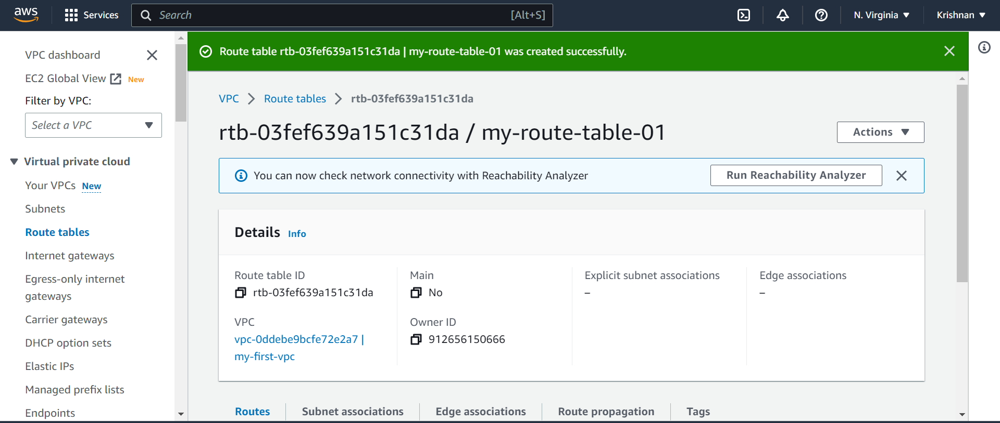 aws
Services
Search
[Alt+S]
N. Virginia
Krishnan
VPC dashboard
EC2 Global View New
Filter by VPC:
Select a VPC
Virtual private cloud
Your VPCs New
Subnets
Route tables
Internet gateways
Egress-only internet
gateways
Carrier gateways
DHCP option sets
Elastic IPs
Managed prefix lists
Endpoints
Route table rtb-03fef639a151c31da | my-route-table-01 was created successfully.
VPC Route tables rtb-03fef639a151c31da
rtb-03fef639a151c31da / my-route-table-01
Actions
You can now check network connectivity with Reachability Analyzer
Run Reachability Analyzer
Details Info
Route table ID
rtb-03fef639a151c31da
Main
No
Explicit subnet associations
–
Edge associations
–
VPC
vpc-0ddebe9bcfe72e2a7 |
my-first-vpc
Owner ID
912656150666
Routes
Subnet associations
Edge associations
Route propagation
Tags